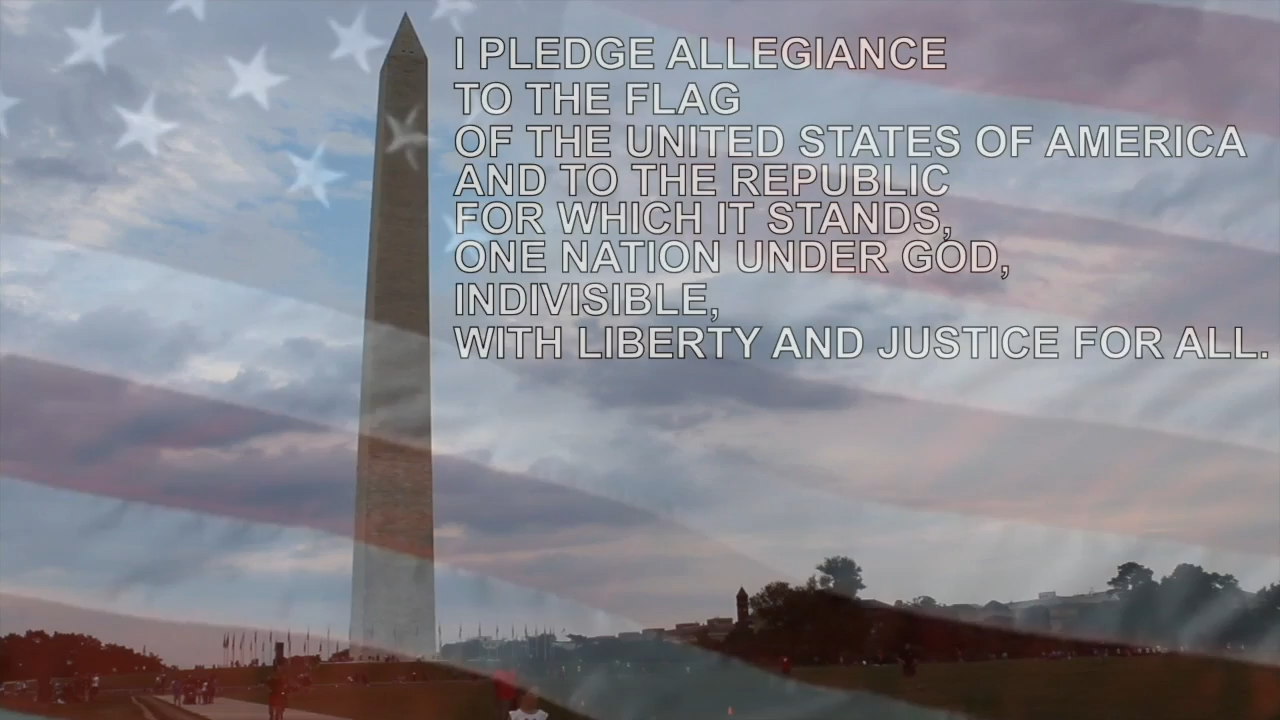 I PLEDGE ALLEGIANCE
TO THE FLAG
OF THE UNITED STATES OF AMERICA
AND TO THE REPUBLIC
FOR WHICH IT STANDS,
ONE NATION UNDER GOD,
INDIVISIBLE,
WITH LIBERTY AND JUSTICE FOR ALL.